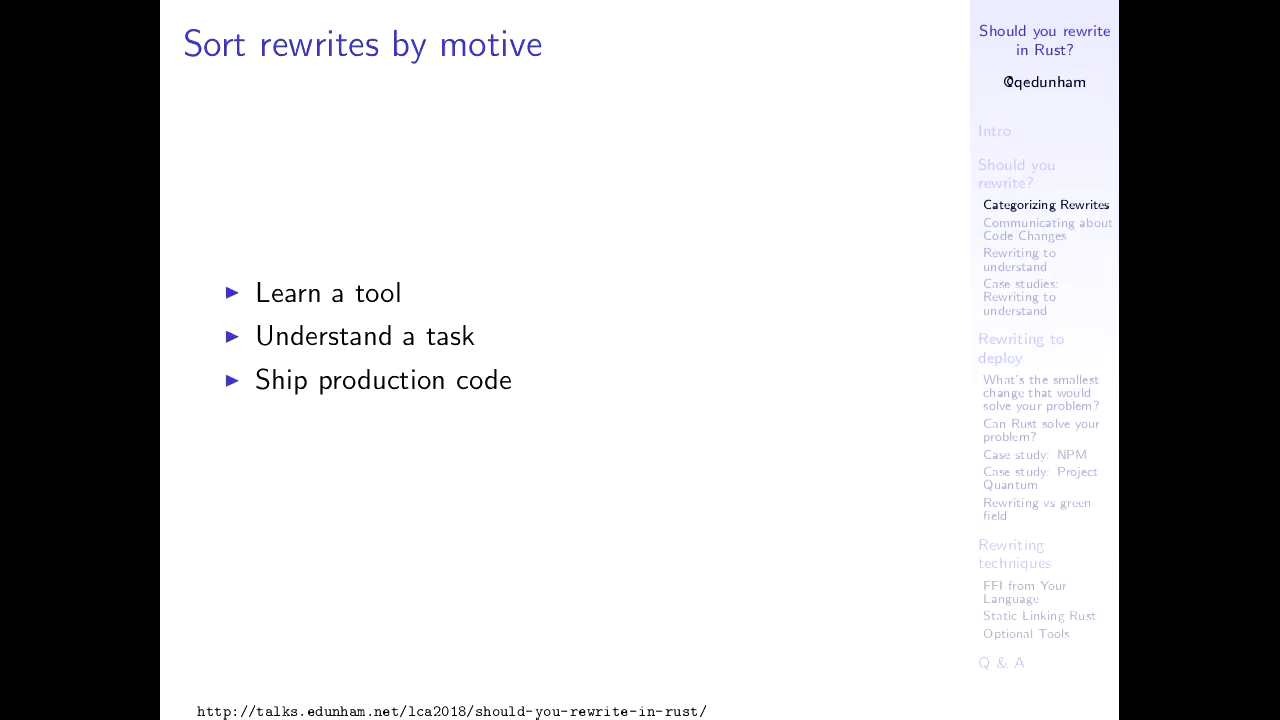 Sort rewrites by motive
Learn a tool
Understand a task
Ship production code
http://talks.edunham.net/lca2018/should-you-rewrite-in-rust/
Should you rewrite
in Rust?
@qedunham
Intro
Should you
rewrite?
Categorizing Rewrites
Communicating about
Code Changes
Rewriting to
understand
Case studies:
Rewriting to
understand
Rewriting to
deploy
What's the smallest
change that would
solve your problem?
Can Rust solve your
problem?
Case study: NPM
Case study: Project
Quantum
Rewriting vs green
field
Rewriting
techniques
FFI from Your
Language
Static Linking Rust
Optional Tools
Q & A